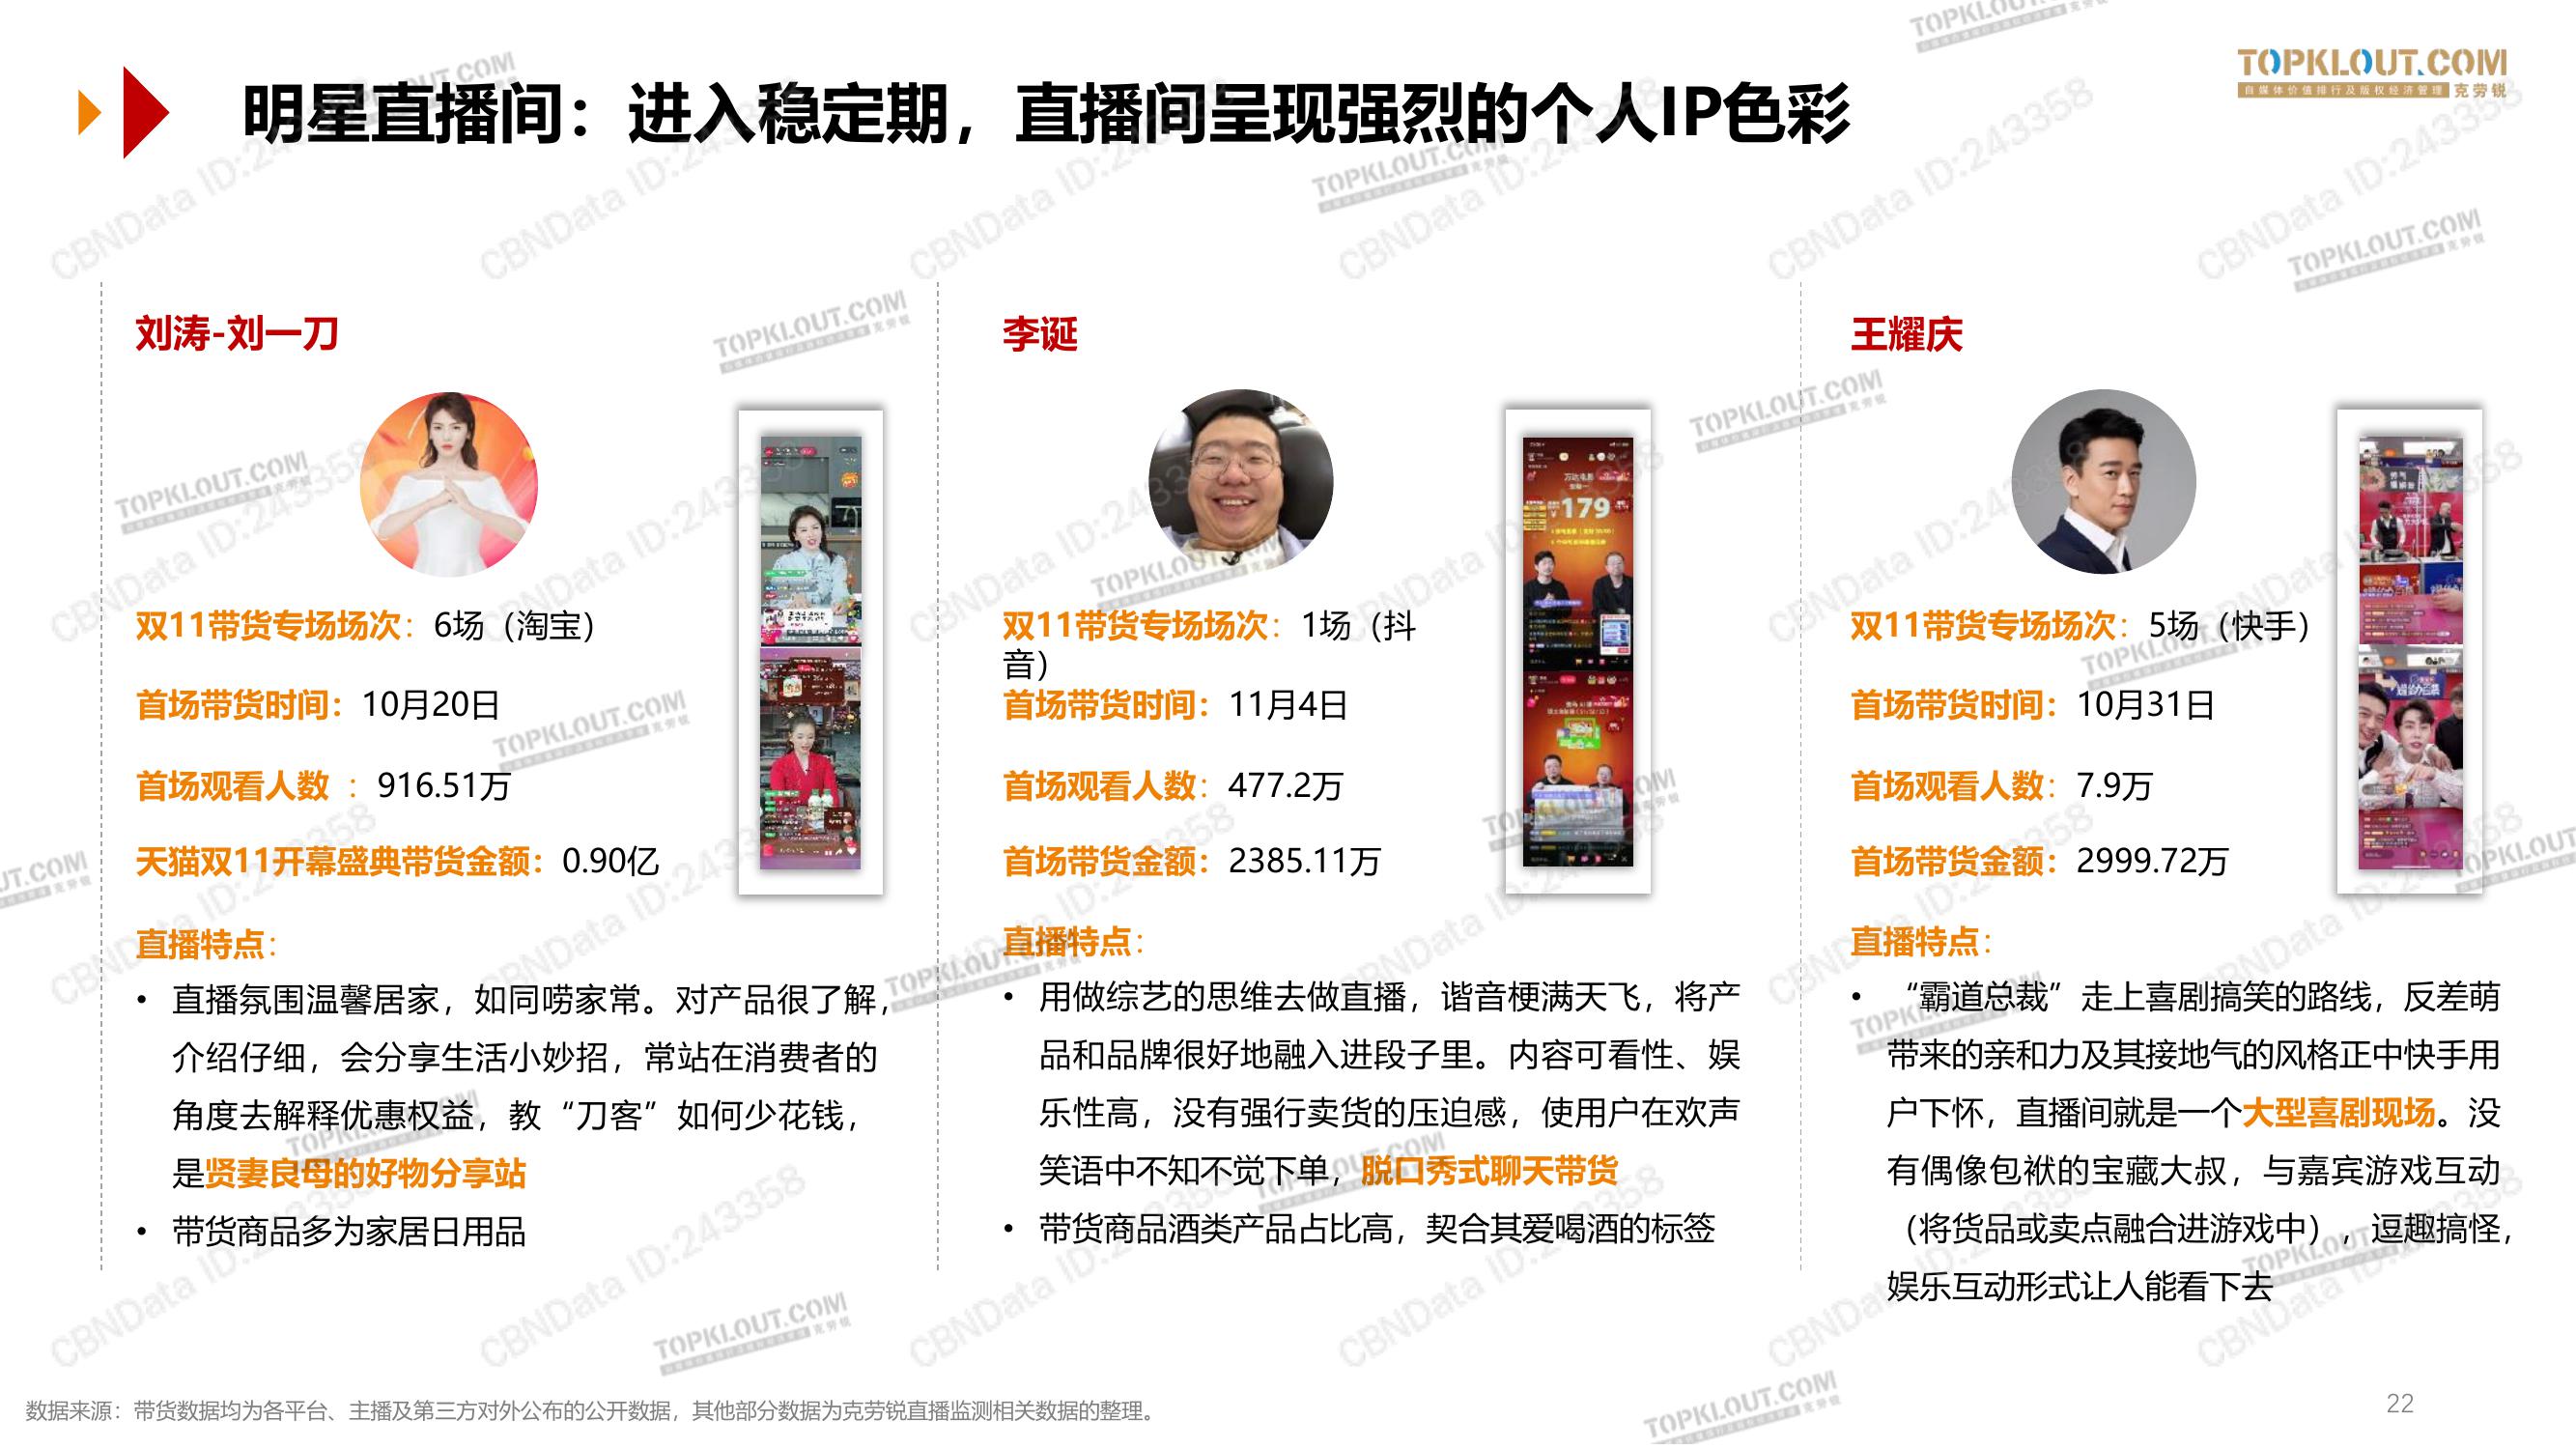 明星直播间：进入稳定期，直播间呈现强烈的个人IP色彩
TOPKLOUT.COM
自媒体价值排行及版权经济管理 克劳锐
刘涛-刘一刀
双11带货专场场次：6场（淘宝）
首场带货时间：10月20日
首场观看人数 ：916.51万
天猫双11开幕盛典带货金额：0.90亿
直播特点：
• 直播氛围温馨居家，如同唠家常。对产品很了解，
介绍仔细，会分享生活小妙招，常站在消费者的
角度去解释优惠权益，教“刀客”如何少花钱，
是贤妻良母的好物分享站
• 带货商品多为家居日用品
李诞
179
双11带货专场场次：1场（抖
音）
首场带货时间：11月4日
首场观看人数：477.2万
首场带货金额：2385.11万
直播特点：
• 用做综艺的思维去做直播，谐音梗满天飞，将产
品和品牌很好地融入进段子里。内容可看性、娱
乐性高，没有强行卖货的压迫感，使用户在欢声
笑语中不知不觉下单，脱口秀式聊天带货
• 带货商品酒类产品占比高，契合其爱喝酒的标签
王耀庆
双11带货专场场次：5场（快手）
首场带货时间：10月31日
首场观看人数：7.9万
首场带货金额：2999.72万
直播特点：
• “霸道总裁”走上喜剧搞笑的路线，反差萌
带来的亲和力及其接地气的风格正中快手用
户下怀，直播间就是一个大型喜剧现场。没
有偶像包袱的宝藏大叔，与嘉宾游戏互动
（将货品或卖点融合进游戏中），逗趣搞怪，
娱乐互动形式让人能看下去
数据来源：带货数据均为各平台、主播及第三方对外公布的公开数据，其他部分数据为克劳锐直播监测相关数据的整理。
22
CBNData ID:243358